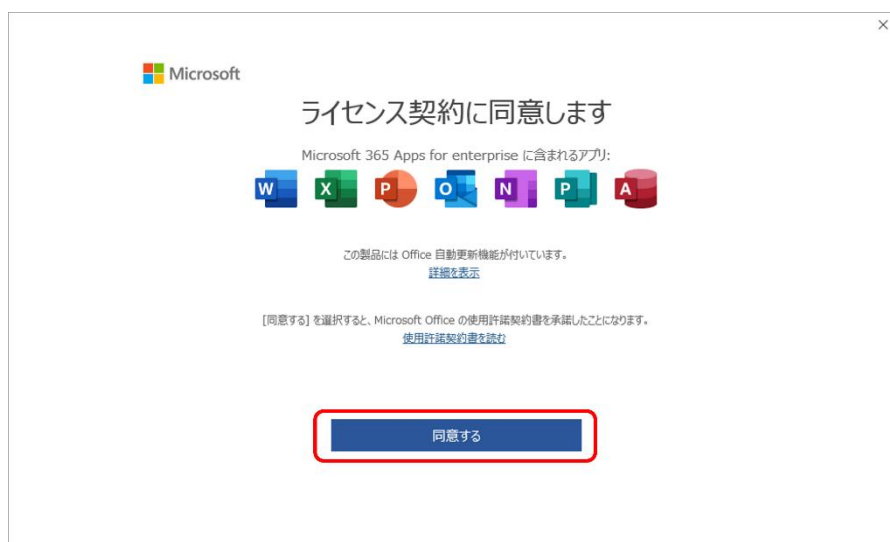 ×
Microsoft
ライセンス契約に同意します
Microsoft 365 Apps for enterprise に含まれるアプリ:
W X P O N P A
この製品には Office 自動更新機能が付いています。
詳細を表示
[同意する] を選択すると、Microsoft Office の使用許諾契約書を承諾したことになります。
使用許諾契約書を読む
同意する